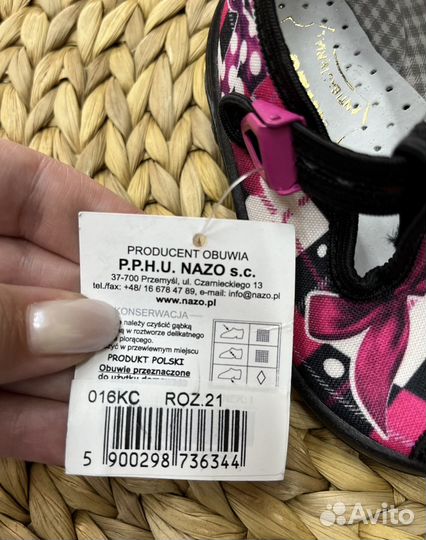 PRODUCENT OBUWIA
P.P.H.U. NAZO s.c.
37-700 Przemyśl, ul. Czarnieckiego 13
tel./fax: +48/ 16 678 47 89, e-mail: info@nazo.pl
www.nazo.pl
KONSERWACJA
należy czyścić gąbką
w roztworze delikatnego
piorącego.
w przewiewnym miejscu
PRODUKT POLSKI
Obuwie przeznaczone
do użytku
016KC ROZ.21
5 900298 736344
Avito